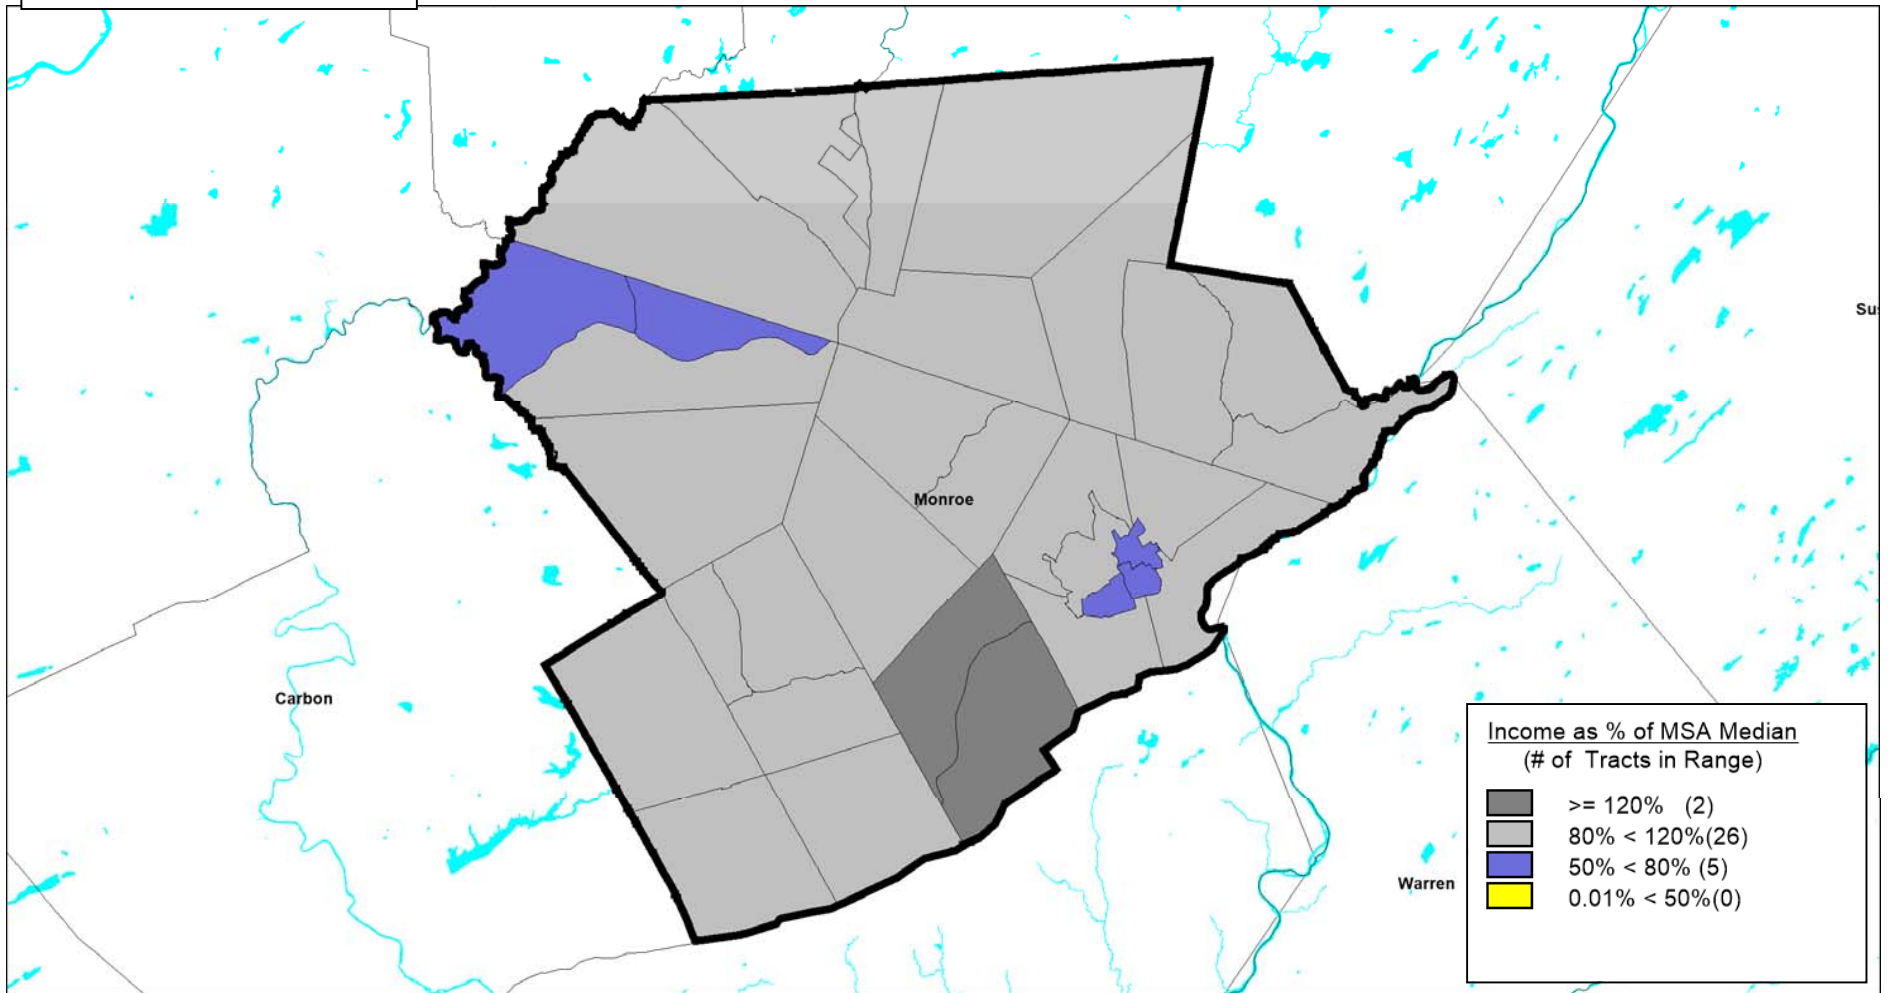 Sus
Monroe
Carbon
Income as % of MSA Median
(# of Tracts in Range)
>= 120% (2)
80% < 120%(26)
50% < 80% (5)
0.01% < 50%(0)
Warren